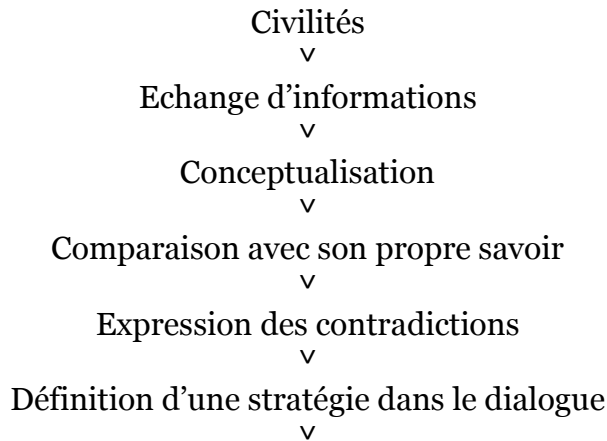 Civilités
v
Echange d’informations
v
Conceptualisation
v
Comparaison avec son propre savoir
v
Expression des contradictions
v
Définition d’une stratégie dans le dialogue
v